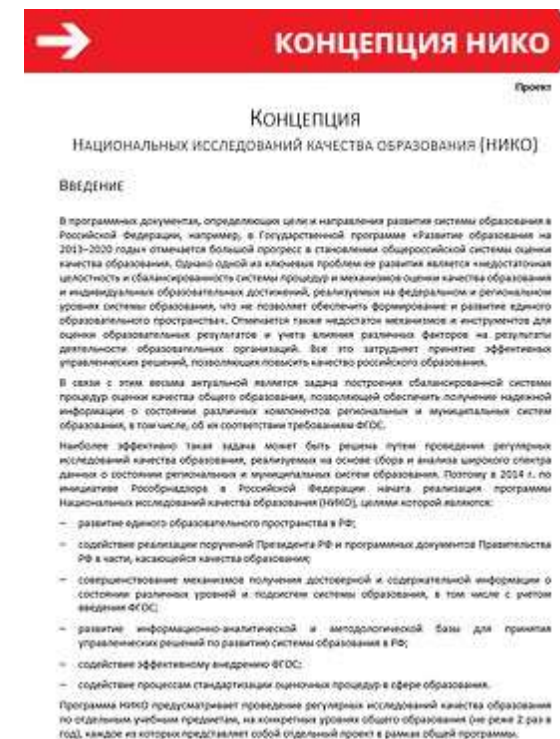 КОНЦЕПЦИЯ НИКО
Проект
Концепция
Национальных исследований качества образования (НИКО)
Введение
В программных документах, определяющих цели и направления развития системы образования в
Российской Федерации, например, в Государственной программе «Развитие образования на
2013–2020 годы» отмечается большой прогресс в становлении общероссийской системы оценки
качества образования. Однако одной из ключевых проблем ее развития является «недостаточная
целостность и сбалансированность системы процедур и механизмов оценки качества образования
и индивидуальных образовательных достижений, реализуемых на федеральном и региональном
уровнях системы образования, что не позволяет обеспечить формирование и развитие единого
образовательного пространства». Отмечается также недостаток механизмов и инструментов для
оценки образовательных результатов и учета влияния различных факторов на результаты
деятельности образовательных организаций. Все это затрудняет принятие эффективных
управленческих решений, позволяющих повысить качество российского образования.
В связи с этим весьма актуальной является задача построения сбалансированной системы
процедур оценки качества общего образования, позволяющей обеспечить получение надежной
информации о состоянии различных компонентов региональных и муниципальных систем
образования, в том числе, об их соответствии требованиям ФГОС.
Наиболее эффективно такая задача может быть решена путем проведения регулярных
исследований качества образования, реализуемых на основе сбора и анализа широкого спектра
данных о состоянии региональных и муниципальных систем образования. Поэтому в 2014 г. по
инициативе Рособрнадзора в Российской Федерации начата реализация программы
Национальных исследований качества образования (НИКО), целями которой являются:
– развитие единого образовательного пространства в РФ;
– содействие реализации поручений Президента РФ и программных документов Правительства
РФ в части, касающейся качества образования;
– совершенствование механизмов получения достоверной и содержательной информации о
состоянии различных уровней и подсистем системы образования, в том числе с учетом
введения ФГОС;
– развитие информационно-аналитической и методологической базы для принятия
управленческих решений по развитию системы образования в РФ;
– содействие эффективному внедрению ФГОС;
– содействие процессам стандартизации оценочных процедур в сфере образования.
Программа НИКО предусматривает проведение регулярных исследований качества образования
по отдельным учебным предметам, на конкретных уровнях общего образования (не реже 2 раз в
год), каждое из которых представляет собой отдельный проект в рамках общей программы.